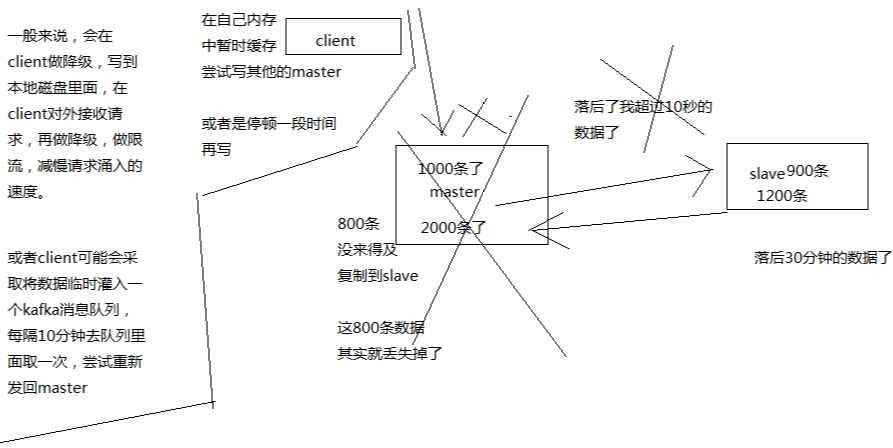 一般来说，会在
client做降级，写到
本地磁盘里面，在
client对外接收请
求，再做降级，做限
流，减慢请求涌入的
速度。
或者client可能会采
取将数据临时灌入一
个kafka消息队列，
每隔10分钟去队列里
面取一次，尝试重新
发回master
在自己内存
中暂时缓存
尝试写其他的master
或者是停顿一段时间
再写
client
1000条了
master
2000条了
800条
没来得及
复制到slave
这800条数据
其实就丢失掉了
落后了我超过10秒的
数据了
slave900条
1200条
落后30分钟的数据了